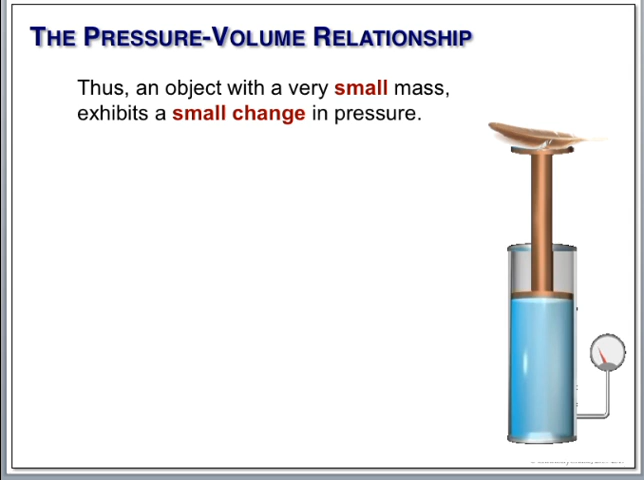 THE PRESSURE-VOLUME RELATIONSHIP
Thus, an object with a very small mass,
exhibits a small change in pressure.